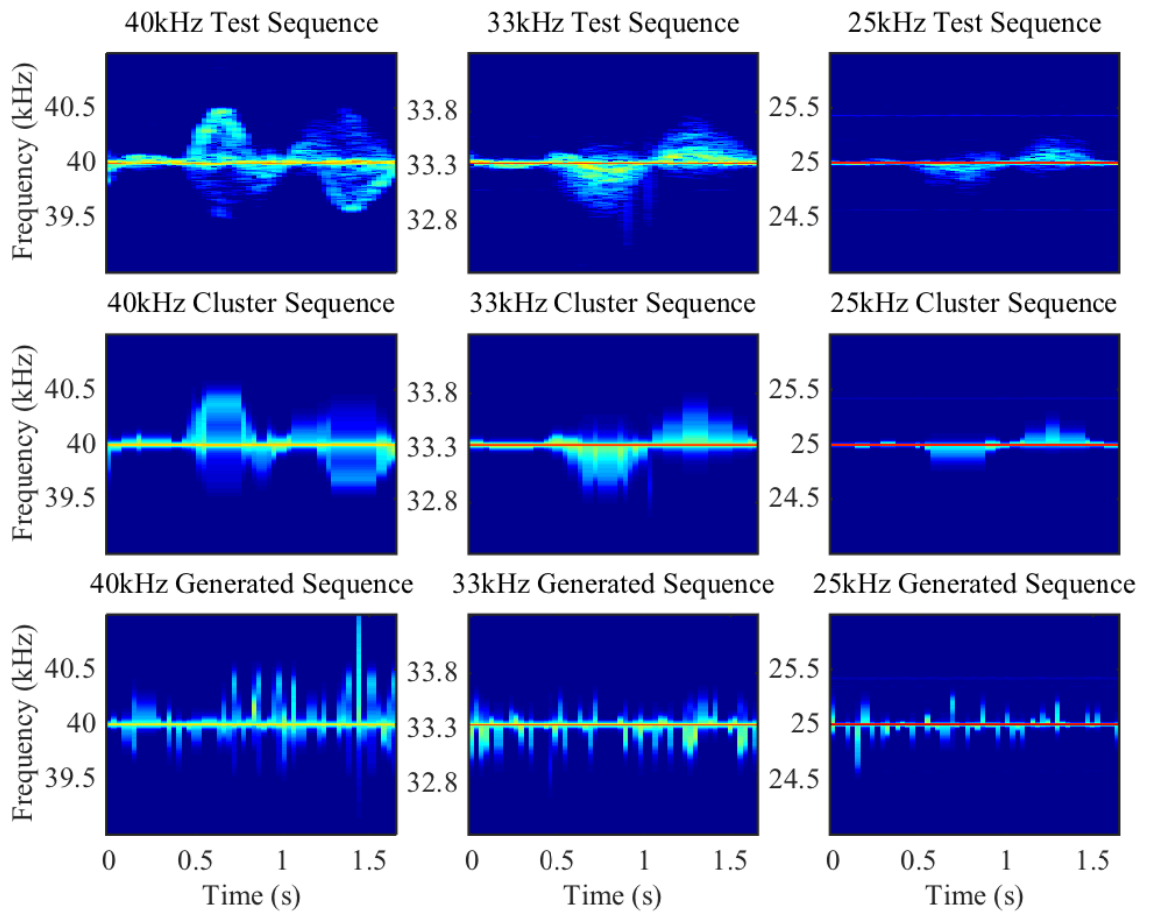 40kHz Test Sequence
33kHz Test Sequence
25kHz Test Sequence
Frequency (kHz)
40.5
40
39.5
33.8
33.3
32.8
25.5
25
24.5
40kHz Cluster Sequence
33kHz Cluster Sequence
25kHz Cluster Sequence
Frequency (kHz)
40.5
40
39.5
33.8
33.3
32.8
25.5
25
24.5
40kHz Generated Sequence
33kHz Generated Sequence
25kHz Generated Sequence
Frequency (kHz)
40.5
40
39.5
33.8
33.3
32.8
25.5
25
24.5
0 0.5 1 1.5
0 0.5 1 1.5
0 0.5 1 1.5
Time (s)
Time (s)
Time (s)